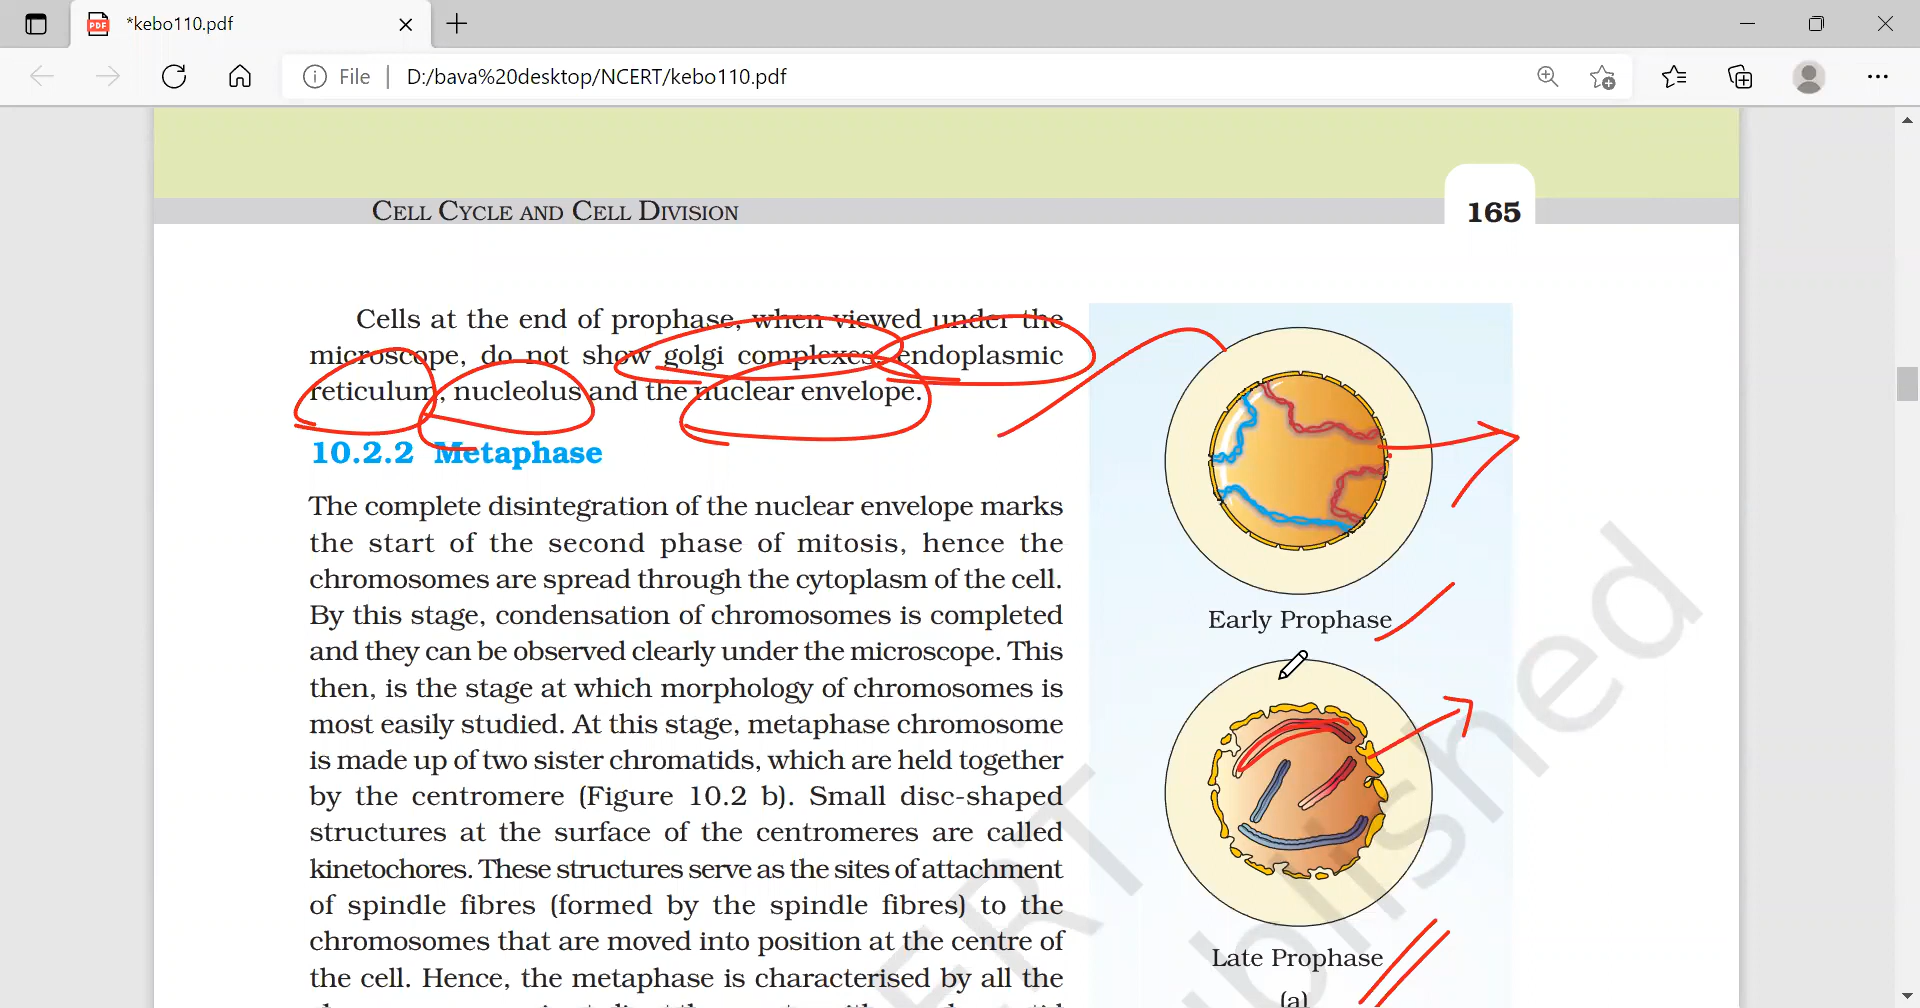 *kebo110.pdf
File
D:/bava%20desktop/NCERT/kebo110.pdf
CELL CYCLE AND CELL DIVISION
165
Cells at the end of prophase, when viewed under the
microscope, do not show golgi complexes, endoplasmic
reticulum, nucleolus and the nuclear envelope.
10.2.2 Metaphase
The complete disintegration of the nuclear envelope marks
the start of the second phase of mitosis, hence the
chromosomes are spread through the cytoplasm of the cell.
By this stage, condensation of chromosomes is completed
and they can be observed clearly under the microscope. This
then, is the stage at which morphology of chromosomes is
most easily studied. At this stage, metaphase chromosome
is made up of two sister chromatids, which are held together
by the centromere (Figure 10.2 b). Small disc-shaped
structures at the surface of the centromeres are called
kinetochores. These structures serve as the sites of attachment
of spindle fibres (formed by the spindle fibres) to the
chromosomes that are moved into position at the centre of
the cell. Hence, the metaphase is characterised by all the
Early Prophase
Late Prophase
(a)